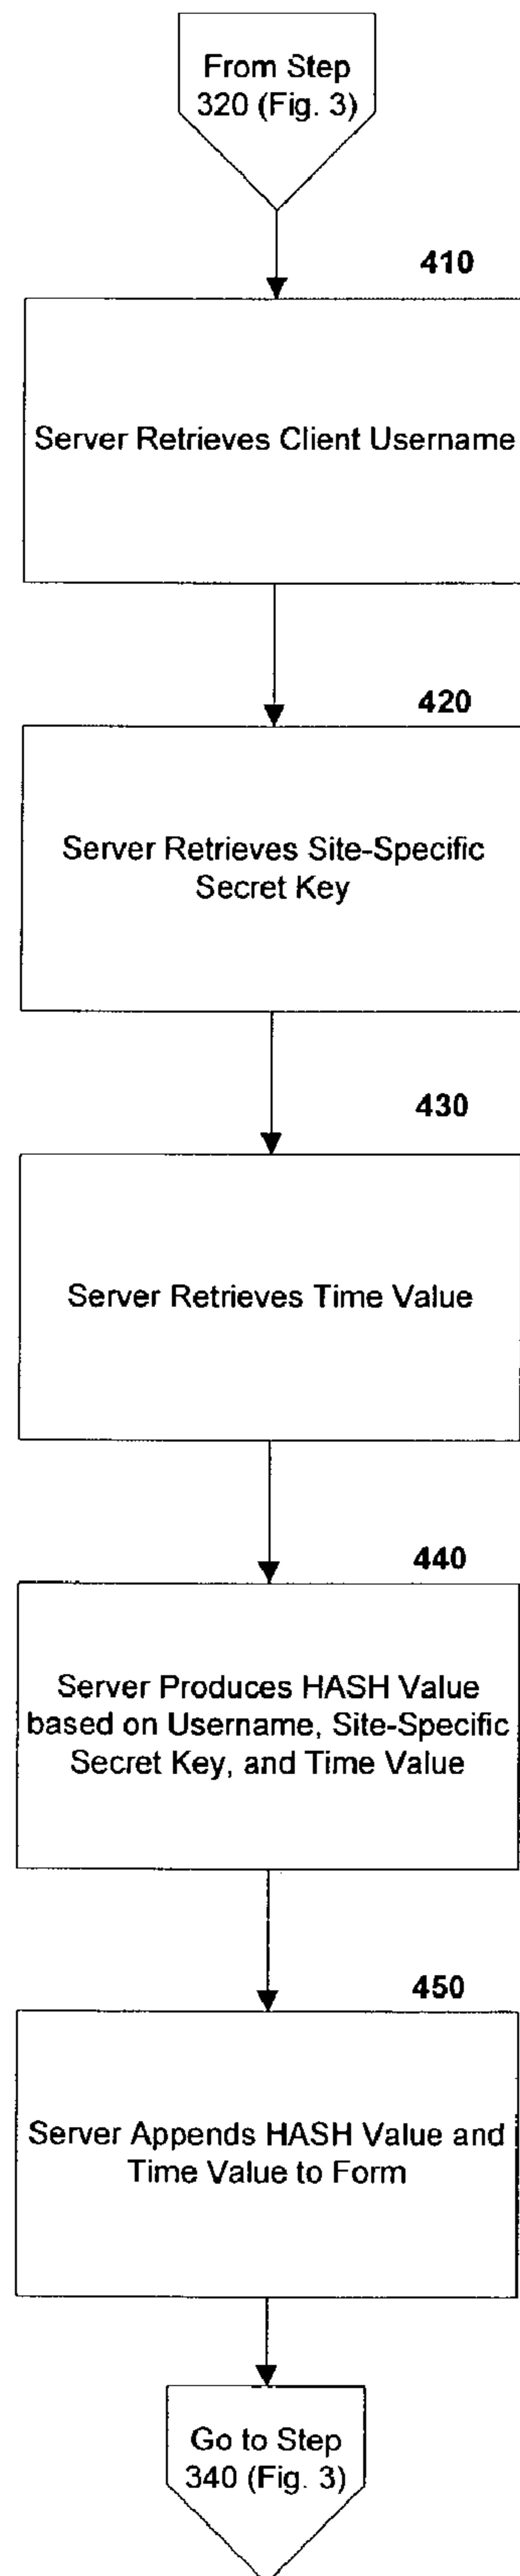 From Step
320 (Fig. 3)
410
Server Retrieves Client Username
420
Server Retrieves Site-Specific
Secret Key
430
Server Retrieves Time Value
440
Server Produces HASH Value
based on Username, Site-Specific
Secret Key, and Time Value
450
Server Appends HASH Value and
Time Value to Form
Go to Step
340 (Fig. 3)